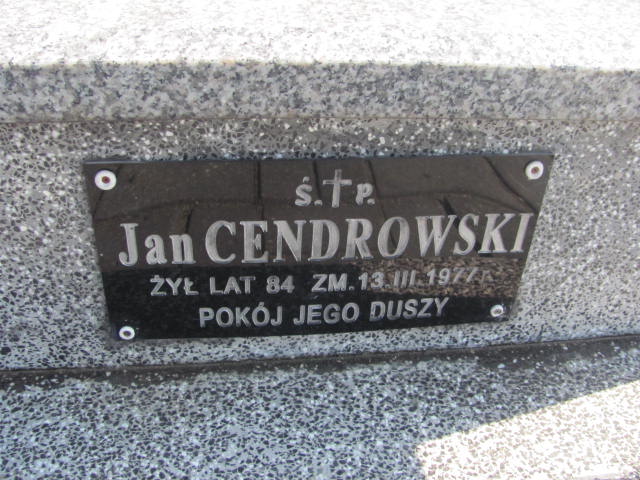 Ś.†P.
Jan CENDROWSKI
ŻYŁ LAT 84 ZM. 13 III 1977 r.
POKÓJ JEGO DUSZY